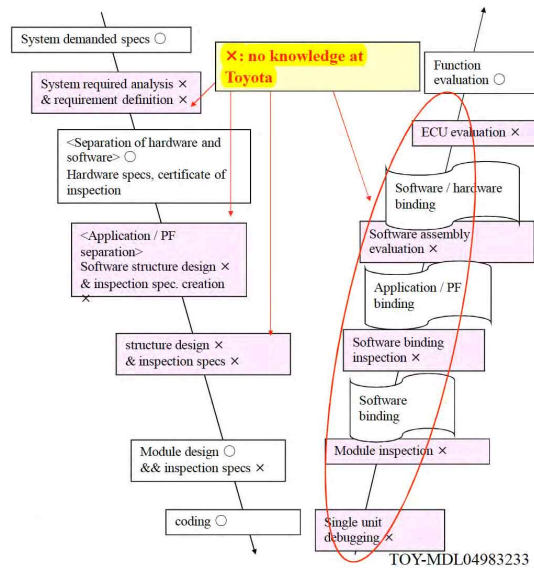 System demanded specs ○
System required analysis ×
& requirement definition ×
<Separation of hardware and
software> ○
Hardware specs, certificate of
inspection
<Application / PF
separation>
Software structure design ×
& inspection spec. creation
×
structure design ×
& inspection specs ×
Module design ○
&& inspection specs ×
coding ○
×: no knowledge at
Toyota
Function
evaluation ○
ECU evaluation ×
Software / hardware
binding
Software assembly
evaluation ×
Application / PF
binding
Software binding
inspection ×
Software
binding
Module inspection ×
Single unit
debugging ×
TOY-MDL04983233